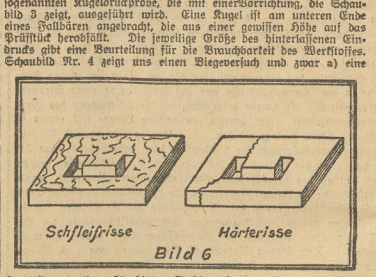 sogenannten Kugeldruckprobe, die mit einer Vorrichtung, die Schau-
bild 3 zeigt, ausgeführt wird. Eine Kugel ist am unteren Ende
eines Fallbären angebracht, die aus einer gewissen Höhe auf das
Prüfstück herabfällt. Die jeweilige Größe des hinterlassenen Ein-
drucks gibt eine Beurteilung für die Brauchbarkeit des Werkstoffes.
Schaubild Nr. 4 zeigt uns einen Biegeversuch und zwar a) eine
Schfleifrisse Härterisse
Bild 6